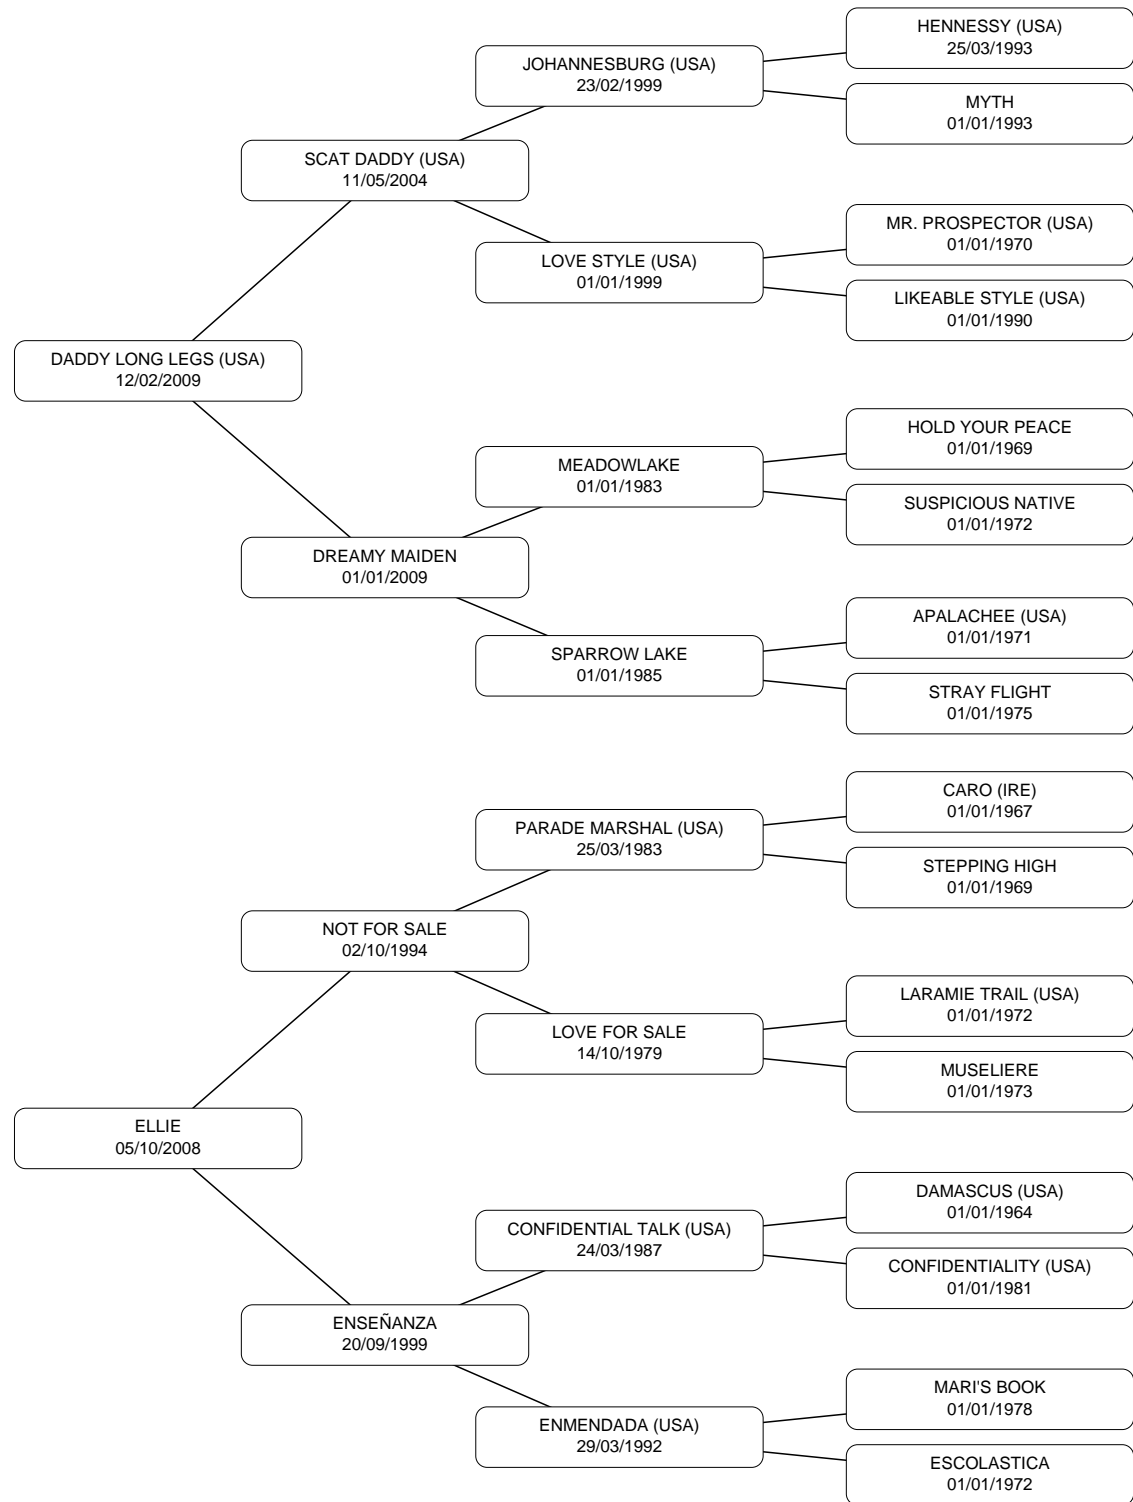 HENNESSY (USA)
25/03/1993
JOHANNESBURG (USA)
23/02/1999
MYTH
01/01/1993
SCAT DADDY (USA)
11/05/2004
MR. PROSPECTOR (USA)
01/01/1970
LOVE STYLE (USA)
01/01/1999
LIKEABLE STYLE (USA)
01/01/1990
DADDY LONG LEGS (USA)
12/02/2009
HOLD YOUR PEACE
01/01/1969
MEADOWLAKE
01/01/1983
SUSPICIOUS NATIVE
01/01/1972
DREAMY MAIDEN
01/01/2009
APALACHEE (USA)
01/01/1971
SPARROW LAKE
01/01/1985
STRAY FLIGHT
01/01/1975
CARO (IRE)
01/01/1967
PARADE MARSHAL (USA)
25/03/1983
STEPPING HIGH
01/01/1969
NOT FOR SALE
02/10/1994
LARAMIE TRAIL (USA)
01/01/1972
LOVE FOR SALE
14/10/1979
MUSELIERE
01/01/1973
ELLIE
05/10/2008
DAMASCUS (USA)
01/01/1964
CONFIDENTIAL TALK (USA)
24/03/1987
CONFIDENTIALITY (USA)
01/01/1981
ENSEÑANZA
20/09/1999
MARI'S BOOK
01/01/1978
ENMENDADA (USA)
29/03/1992
ESCOLASTICA
01/01/1972